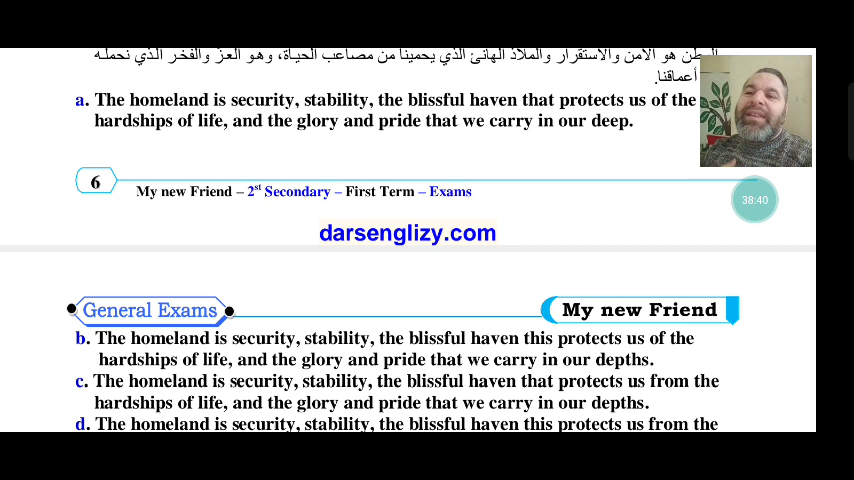 الوطن هو الأمن والاستقرار والملاذ الهانئ الذي يحمينا من مصاعب الحياة، وهو العزّ والفخر الذي نحمله
أعماقنا.
a. The homeland is security, stability, the blissful haven that protects us of the
hardships of life, and the glory and pride that we carry in our deep.
6
My new Friend – 2st Secondary – First Term – Exams
38:40
darsenglizy.com
General Exams
My new Friend
b. The homeland is security, stability, the blissful haven this protects us of the
hardships of life, and the glory and pride that we carry in our depths.
c. The homeland is security, stability, the blissful haven that protects us from the
hardships of life, and the glory and pride that we carry in our depths.
d. The homeland is security, stability, the blissful haven this protects us from the